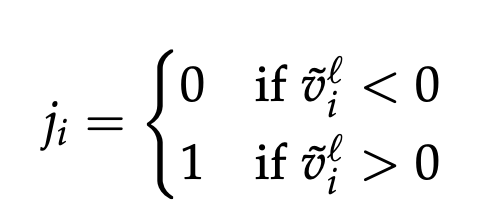 j_i = { 0 if ṽ_i^ℓ < 0
1 if ṽ_i^ℓ > 0